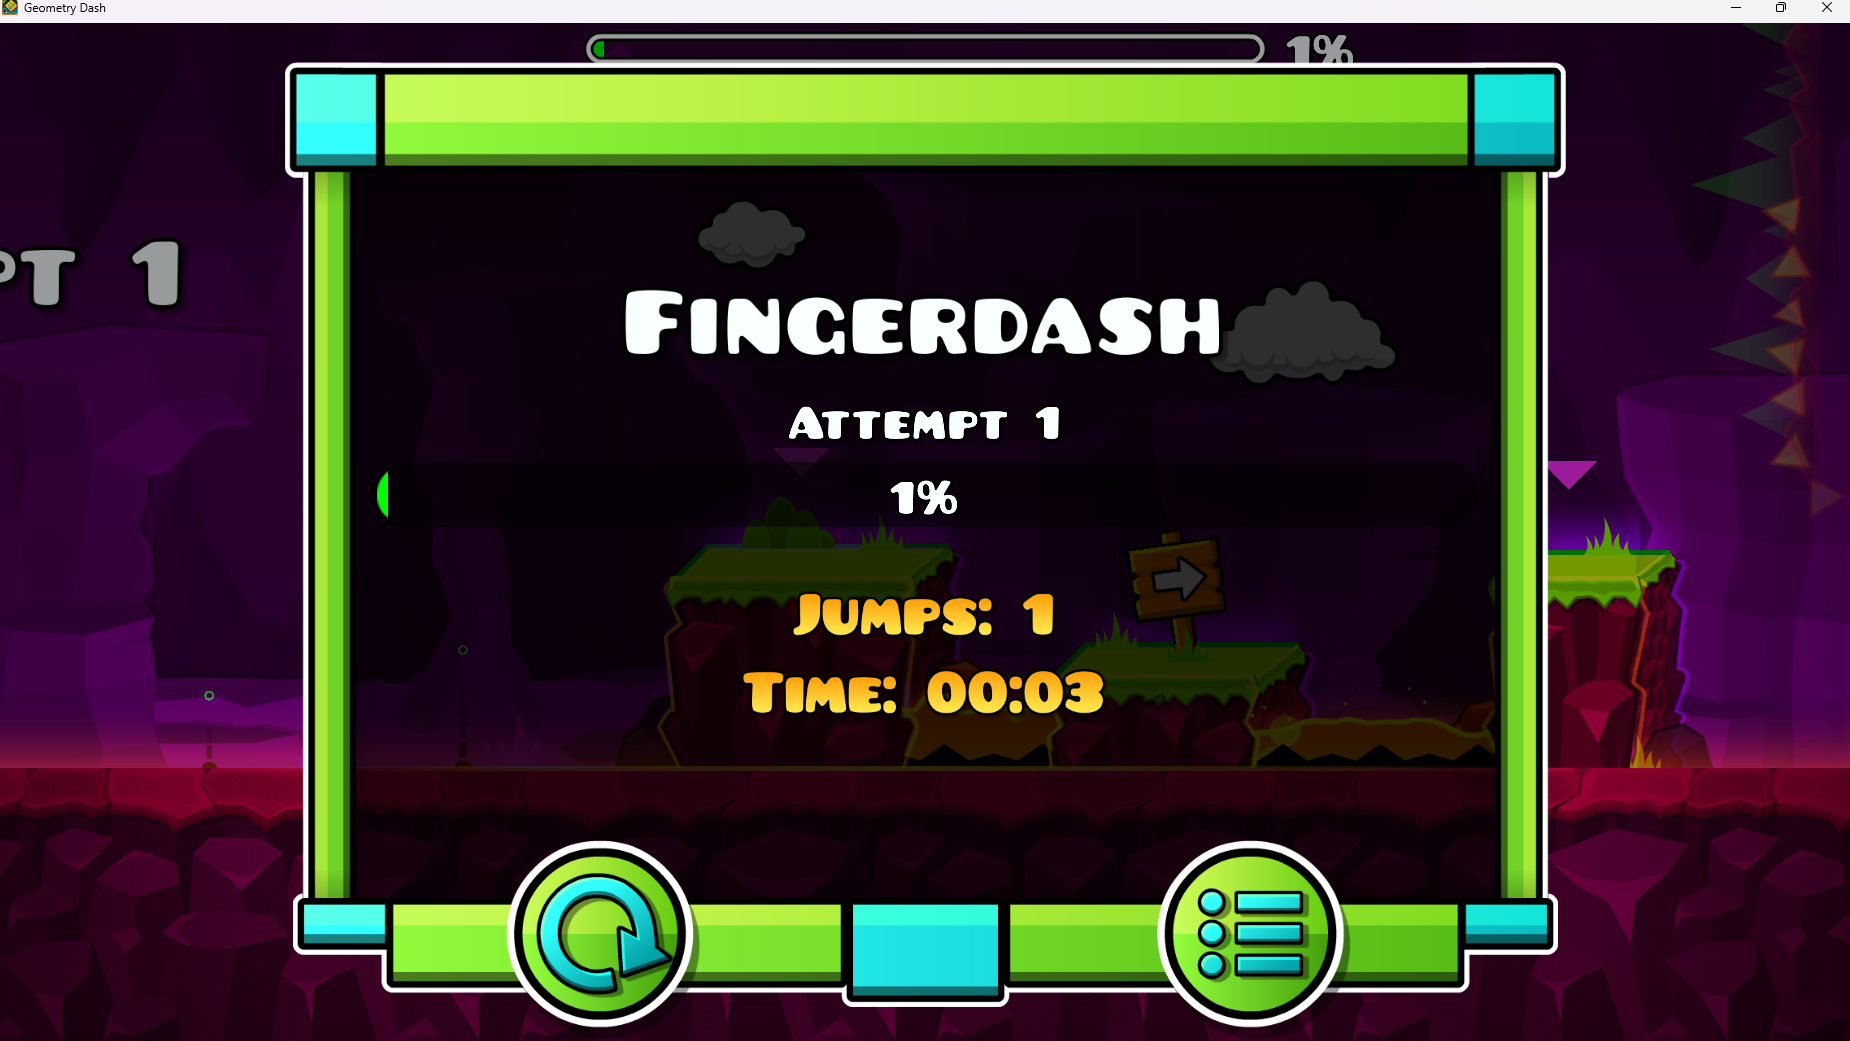 Geometry Dash
1%
PT 1
Fingerdash
Attempt 1
1%
Jumps: 1
Time: 00:03